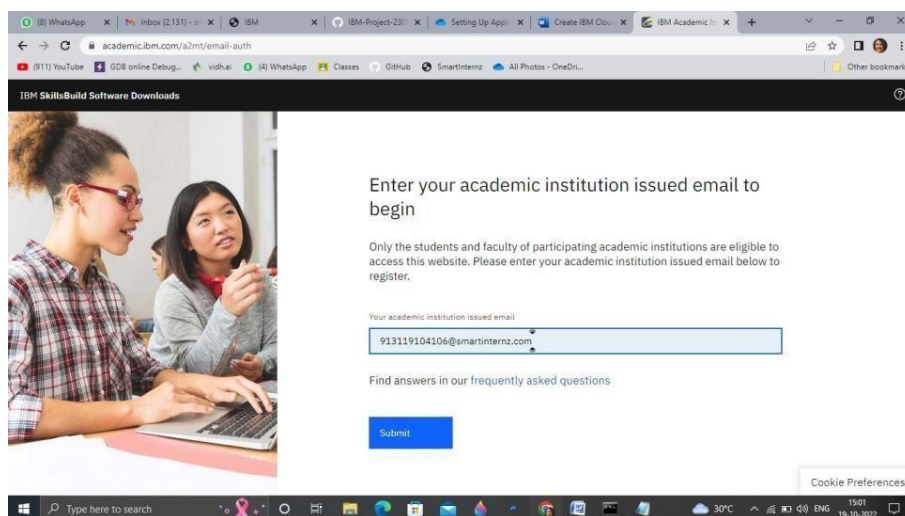 (8) WhatsApp
Inbox (2,131) - s
IBM
IBM-Project-230
Setting Up Appli
Create IBM Clou
IBM Academic In
academic.ibm.com/a2mt/email-auth
(911) YouTube
GDB online Debug...
vidh.ai
(4) WhatsApp
Classes
GitHub
SmartInternz
All Photos - OneDri...
Other bookmark
IBM SkillsBuild Software Downloads
Enter your academic institution issued email to
begin
Only the students and faculty of participating academic institutions are eligible to
access this website. Please enter your academic institution issued email below to
register.
Your academic institution issued email
913119104106@smartinternz.com
Find answers in our frequently asked questions
Submit
Cookie Preferences
Type here to search
30°C
ENG
15:01
19-10-2022